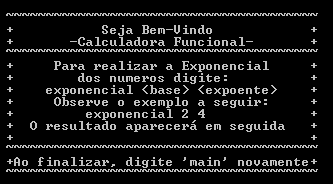 ~~~~~~~~~~~~~~~~~~~~~~~~~~~~~~~~~~~~~~~~
+ Seja Bem-Vindo +
+ -Calculadora Funcional- +
~~~~~~~~~~~~~~~~~~~~~~~~~~~~~~~~~~~~~~~~
+ Para realizar a Exponencial +
+ dos numeros digite: +
+ exponencial <base> <expoente> +
+ Observe o exemplo a seguir: +
+ exponencial 2 4 +
+ O resultado aparecerá em seguida +
~~~~~~~~~~~~~~~~~~~~~~~~~~~~~~~~~~~~~~~~
+Ao finalizar, digite 'main' novamente+
~~~~~~~~~~~~~~~~~~~~~~~~~~~~~~~~~~~~~~~~